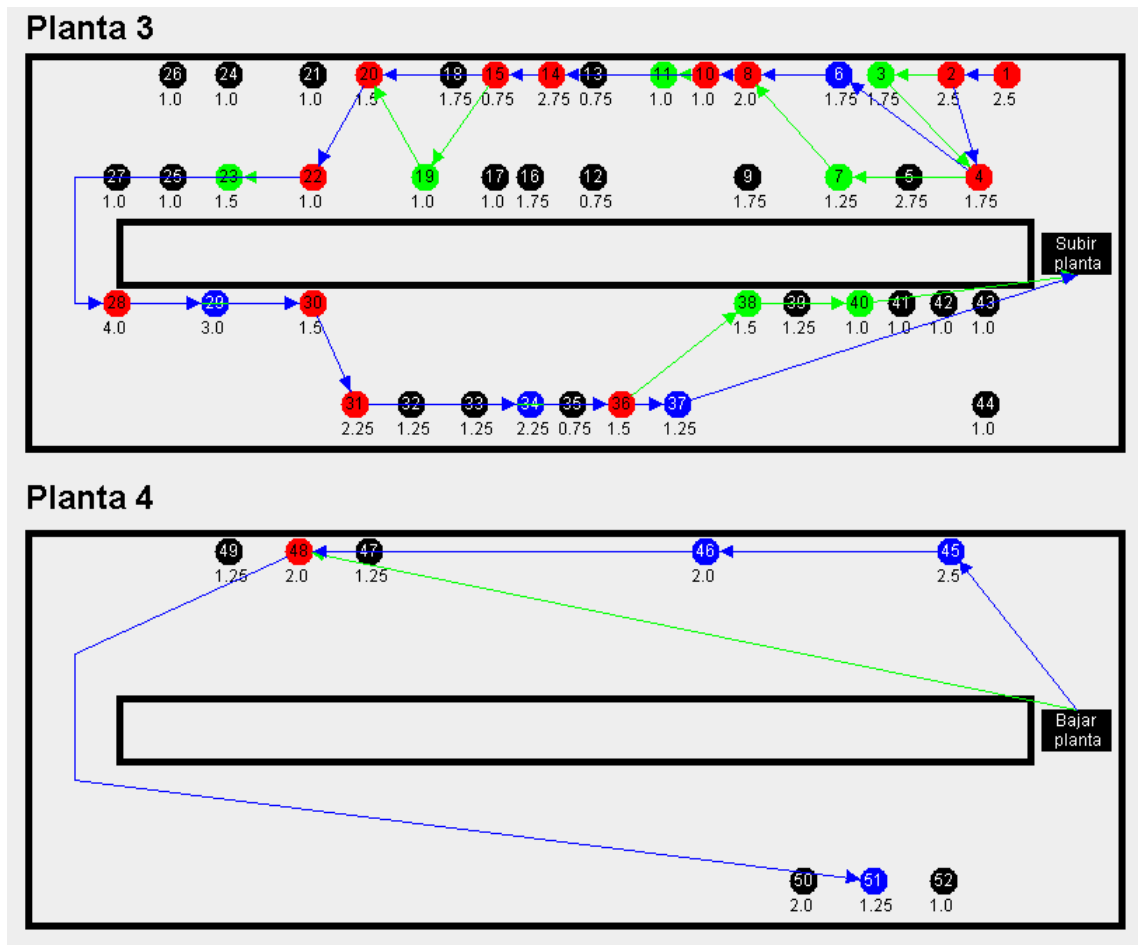 Planta 3
26 24 21 20 18 15 14 13 11 10 8 6 3 2 1
1.0 1.0 1.0 1.5 1.75 0.75 2.75 0.75 1.0 1.0 2.0 1.75 1.75 2.5 2.5
27 25 23 22 19 17 16 12 9 7 5 4
1.0 1.0 1.5 1.0 1.0 1.0 1.75 0.75 1.75 1.25 2.75 1.75
Subir
planta
28 29 30 38 39 40 41 42 43
4.0 3.0 1.5 1.5 1.25 1.0 1.0 1.0 1.0
31 32 33 34 35 36 37 44
2.25 1.25 1.25 2.25 0.75 1.5 1.25 1.0
Planta 4
49 48 47 46 45
1.25 2.0 1.25 2.0 2.5
Bajar
planta
50 51 52
2.0 1.25 1.0